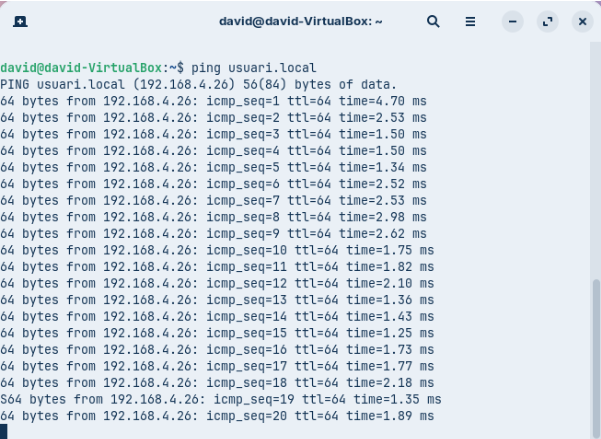 david@david-VirtualBox: ~
david@david-VirtualBox:~$ ping usuari.local
PING usuari.local (192.168.4.26) 56(84) bytes of data.
64 bytes from 192.168.4.26: icmp_seq=1 ttl=64 time=4.70 ms
64 bytes from 192.168.4.26: icmp_seq=2 ttl=64 time=2.53 ms
64 bytes from 192.168.4.26: icmp_seq=3 ttl=64 time=1.50 ms
64 bytes from 192.168.4.26: icmp_seq=4 ttl=64 time=1.50 ms
64 bytes from 192.168.4.26: icmp_seq=5 ttl=64 time=1.34 ms
64 bytes from 192.168.4.26: icmp_seq=6 ttl=64 time=2.52 ms
64 bytes from 192.168.4.26: icmp_seq=7 ttl=64 time=2.53 ms
64 bytes from 192.168.4.26: icmp_seq=8 ttl=64 time=2.98 ms
64 bytes from 192.168.4.26: icmp_seq=9 ttl=64 time=2.62 ms
64 bytes from 192.168.4.26: icmp_seq=10 ttl=64 time=1.75 ms
64 bytes from 192.168.4.26: icmp_seq=11 ttl=64 time=1.82 ms
64 bytes from 192.168.4.26: icmp_seq=12 ttl=64 time=2.10 ms
64 bytes from 192.168.4.26: icmp_seq=13 ttl=64 time=1.36 ms
64 bytes from 192.168.4.26: icmp_seq=14 ttl=64 time=1.43 ms
64 bytes from 192.168.4.26: icmp_seq=15 ttl=64 time=1.25 ms
64 bytes from 192.168.4.26: icmp_seq=16 ttl=64 time=1.73 ms
64 bytes from 192.168.4.26: icmp_seq=17 ttl=64 time=1.77 ms
64 bytes from 192.168.4.26: icmp_seq=18 ttl=64 time=2.18 ms
S64 bytes from 192.168.4.26: icmp_seq=19 ttl=64 time=1.35 ms
64 bytes from 192.168.4.26: icmp_seq=20 ttl=64 time=1.89 ms